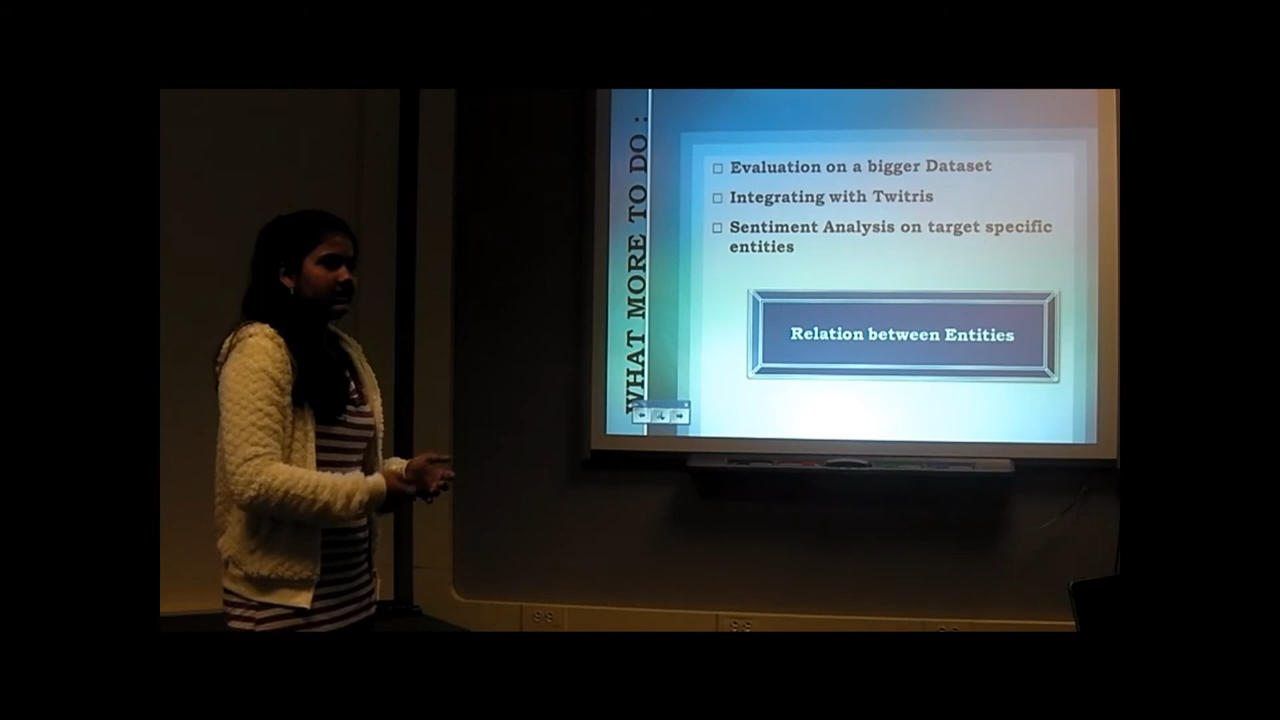 WHAT MORE TO DO :
□ Evaluation on a bigger Dataset
□ Integrating with Twitris
□ Sentiment Analysis on target specific
entities
Relation between Entities